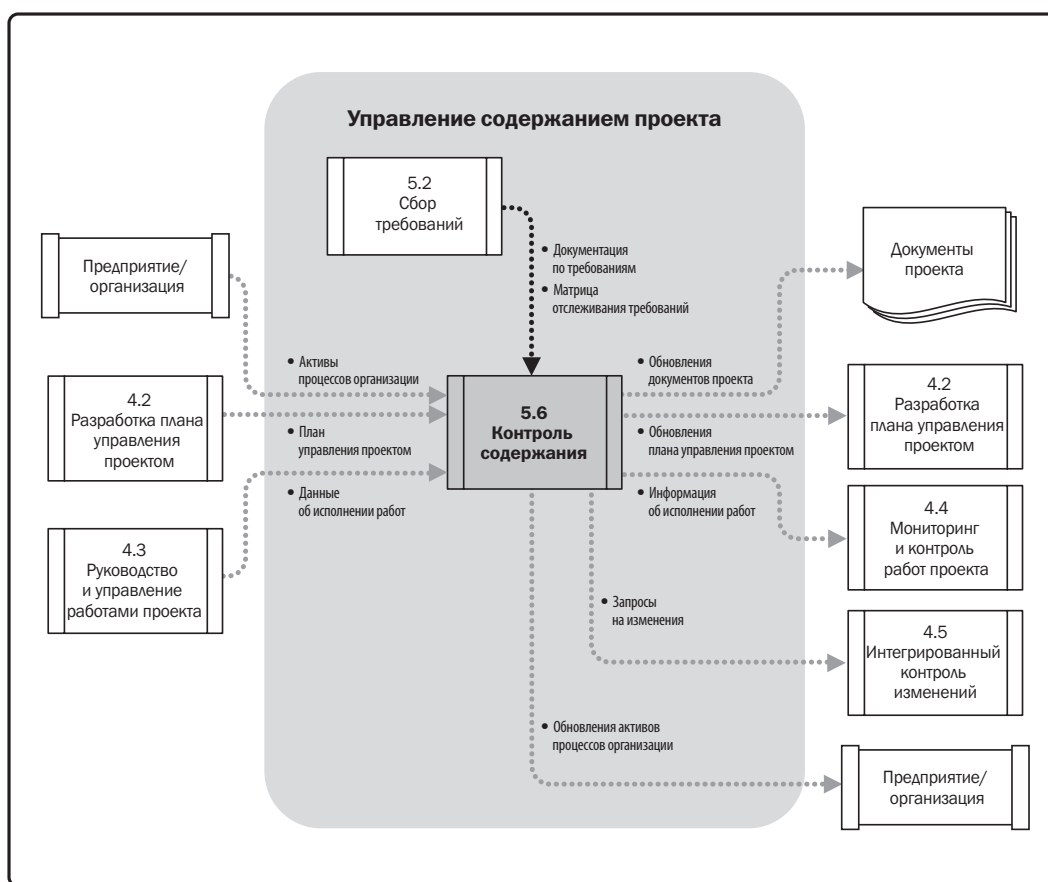 Управление содержанием проекта
5.2
Сбор
требований
Предприятие/
организация
• Документация
по требованиям
• Матрица
отслеживания требований
Документы
проекта
• Активы
процессов организации
• Обновления
документов проекта
4.2
Разработка плана
управления
проектом
• План
управления проектом
5.6
Контроль
содержания
• Обновления
плана управления проектом
4.2
Разработка
плана управления
проектом
• Данные
об исполнении работ
• Информация
об исполнении работ
4.3
Руководство
и управление
работами проекта
4.4
Мониторинг
и контроль
работ проекта
• Запросы
на изменения
4.5
Интегрированный
контроль
изменений
• Обновления активов
процессов организации
Предприятие/
организация